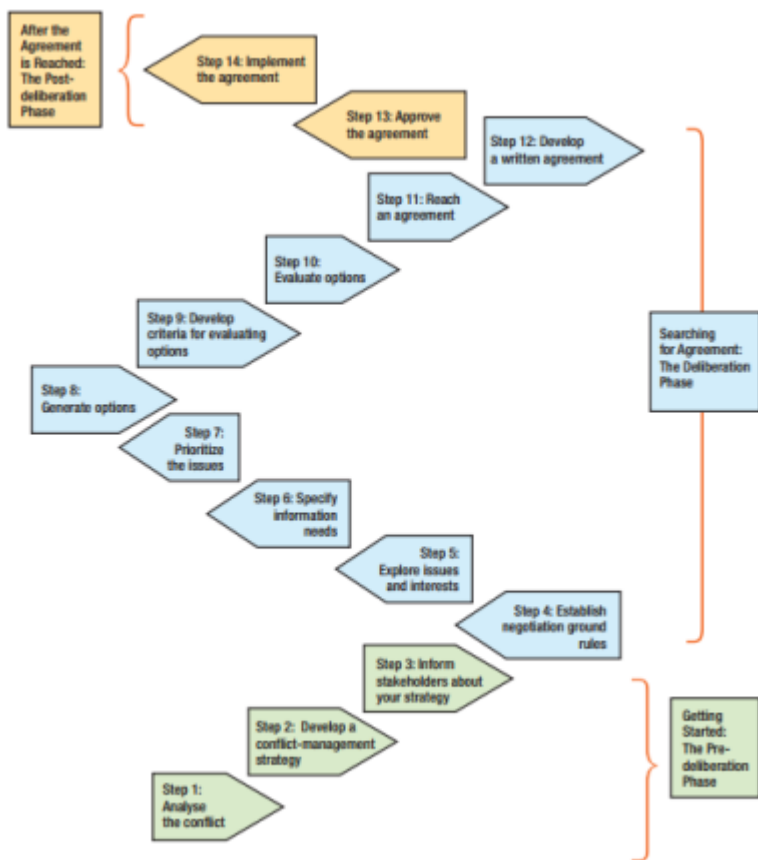 After the
Agreement
is Reached:
The Post-
deliberation
Phase
Step 14: Implement
the agreement
Step 13: Approve
the agreement
Step 12: Develop
a written agreement
Step 11: Reach
an agreement
Step 10:
Evaluate options
Step 9: Develop
criteria for evaluating
options
Searching
for Agreement:
The Deliberation
Phase
Step 8:
Generate options
Step 7:
Prioritize
the issues
Step 6: Specify
information
needs
Step 5:
Explore issues
and interests
Step 4: Establish
negotiation ground
rules
Step 3: Inform
stakeholders about
your strategy
Step 2: Develop a
conflict-management
strategy
Getting
Started:
The Pre-
deliberation
Phase
Step 1:
Analyse
the conflict